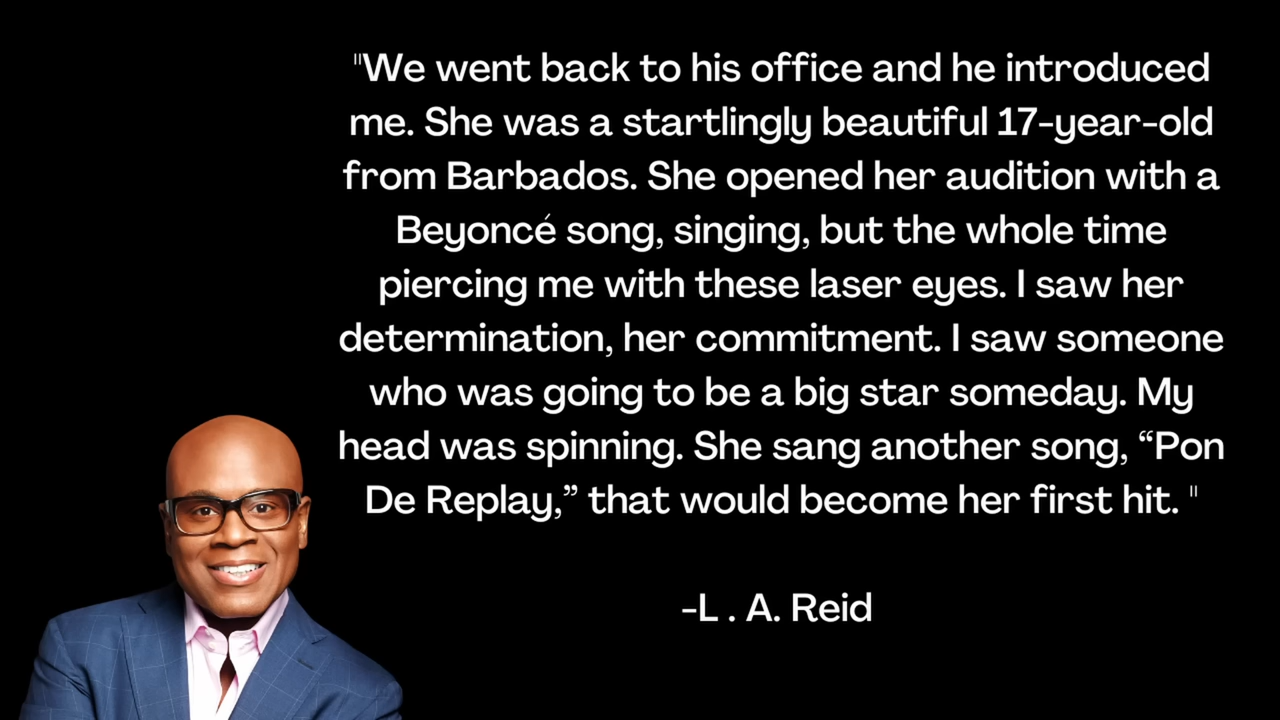 "We went back to his office and he introduced
me. She was a startlingly beautiful 17-year-old
from Barbados. She opened her audition with a
Beyoncé song, singing, but the whole time
piercing me with these laser eyes. I saw her
determination, her commitment. I saw someone
who was going to be a big star someday. My
head was spinning. She sang another song, “Pon
De Replay,” that would become her first hit. "
-L . A. Reid